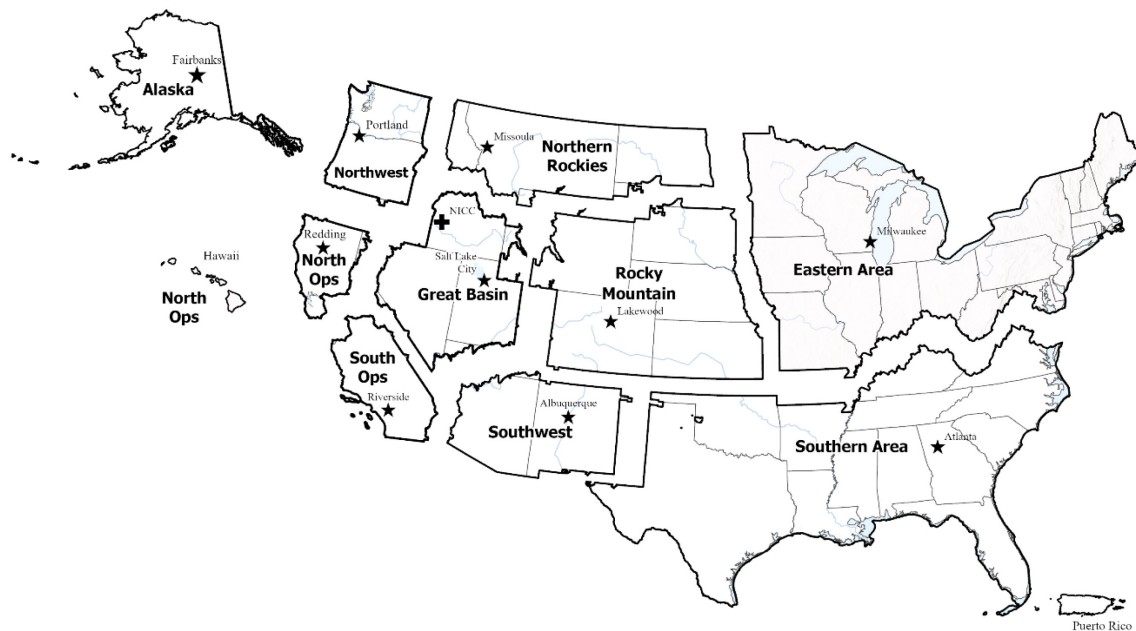 Fairbanks
Alaska
Portland
Northwest
Missoula
Northern
Rockies
NICC
Redding
North
Ops
Hawaii
North
Ops
Salt Lake
City
Great Basin
Rocky
Mountain
Lakewood
Milwaukee
Eastern Area
South
Ops
Riverside
Albuquerque
Southwest
Southern Area
Atlanta
Puerto Rico